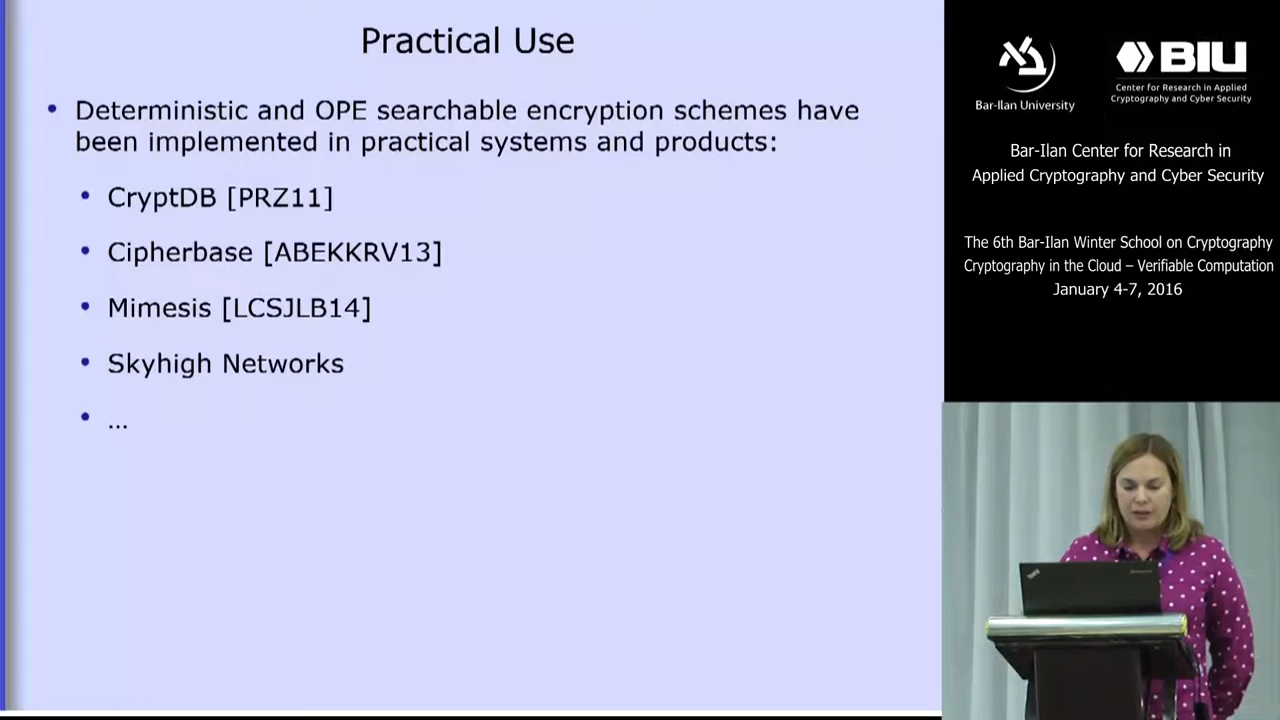 Practical Use
• Deterministic and OPE searchable encryption schemes have
been implemented in practical systems and products:
• CryptDB [PRZ11]
• Cipherbase [ABEKKRV13]
• Mimesis [LCSJLB14]
• Skyhigh Networks
• ...
Bar-Ilan University
BIU
Center for Research in Applied
Cryptography and Cyber Security
Bar-Ilan Center for Research in
Applied Cryptography and Cyber Security
The 6th Bar-Ilan Winter School on Cryptography
Cryptography in the Cloud – Verifiable Computation
January 4-7, 2016
ThinkPad